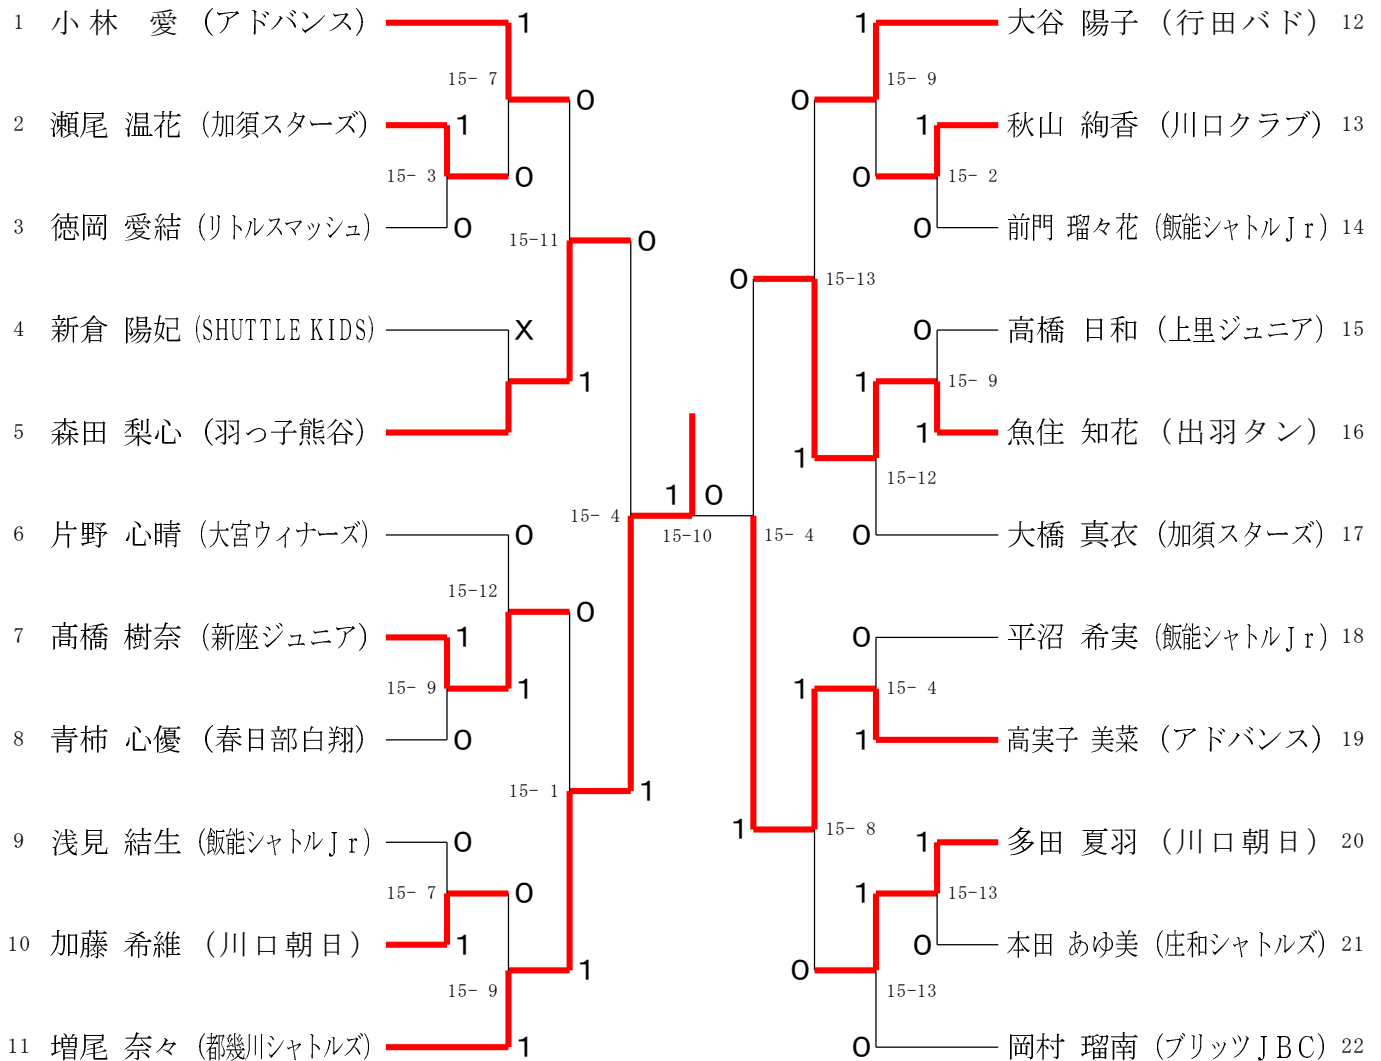 1 小林 愛 (アドバンス) 1 1 大谷 陽子 (行田バド) 12
15- 7 15- 9
0 0
2 瀬尾 温花 (加須スターズ) 1 1 秋山 絢香 (川口クラブ) 13
15- 3 0 0 15- 2
3 徳岡 愛結 (リトルスマッシュ) 0 0 前門 瑠々花 (飯能シャトルJr) 14
15-11 0
0 15-13
4 新倉 陽妃 (SHUTTLE KIDS) X 0 高橋 日和 (上里ジュニア) 15
1 1 15- 9
5 森田 梨心 (羽っ子熊谷) 1 魚住 知花 (出羽タン) 16
1
15-12
1 0
15- 4
6 片野 心晴 (大宮ウィナーズ) 0 15-10 15- 4 0 大橋 真衣 (加須スターズ) 17
15-12
0
7 髙橋 樹奈 (新座ジュニア) 1 0 平沼 希実 (飯能シャトルJr) 18
15- 9 1 1 15- 4
8 青柿 心優 (春日部白翔) 0 1 高実子 美菜 (アドバンス) 19
15- 1 1
1 15- 8
9 浅見 結生 (飯能シャトルJr) 0 1 多田 夏羽 (川口朝日) 20
15- 7 0 1 15-13
10 加藤 希維 (川口朝日) 1 0 本田 あゆ美 (庄和シャトルズ) 21
1 0
15- 9 15-13
11 増尾 奈々 (都幾川シャトルズ) 1 0 岡村 瑠南 (ブリッツJBC) 22